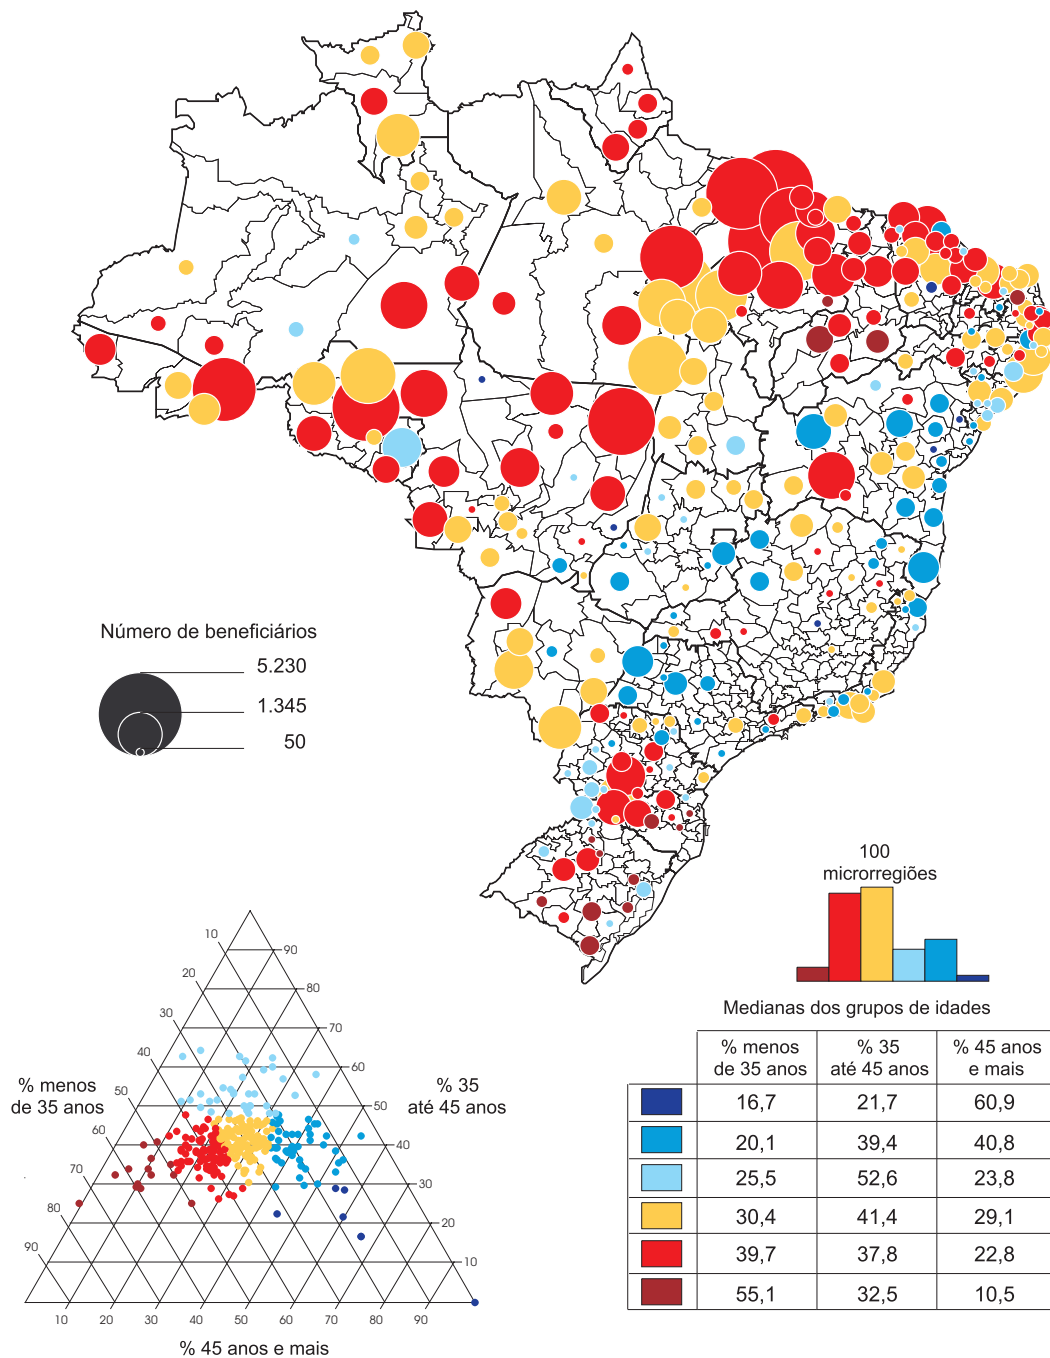 Número de beneficiários
5.230
1.345
50
100
microrregiões
Medianas dos grupos de idades
% menos
de 35 anos
% 35
até 45 anos
% 45 anos
e mais
16,7 21,7 60,9
20,1 39,4 40,8
25,5 52,6 23,8
30,4 41,4 29,1
39,7 37,8 22,8
55,1 32,5 10,5
% menos
de 35 anos
10
20
30
40
50
60
70
80
90
% 35
até 45 anos
90
80
70
60
50
40
30
20
10
10 20 30 40 50 60 70 80 90
% 45 anos e mais